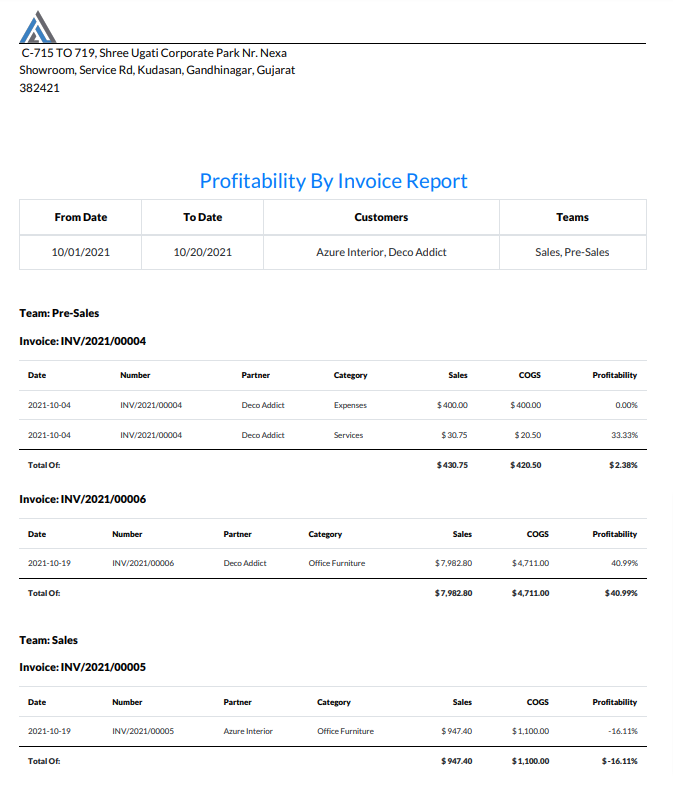 C-715 TO 719, Shree Ugati Corporate Park Nr. Nexa
Showroom, Service Rd, Kudasan, Gandhinagar, Gujarat
382421
Profitability By Invoice Report
From Date To Date Customers Teams
10/01/2021 10/20/2021 Azure Interior, Deco Addict Sales, Pre-Sales
Team: Pre-Sales
Invoice: INV/2021/00004
Date Number Partner Category Sales COGS Profitability
2021-10-04 INV/2021/00004 Deco Addict Expenses $ 400.00 $ 400.00 0.00%
2021-10-04 INV/2021/00004 Deco Addict Services $ 30.75 $ 20.50 33.33%
Total Of: $ 430.75 $ 420.50 $ 2.38%
Invoice: INV/2021/00006
Date Number Partner Category Sales COGS Profitability
2021-10-19 INV/2021/00006 Deco Addict Office Furniture $ 7,982.80 $ 4,711.00 40.99%
Total Of: $ 7,982.80 $ 4,711.00 $ 40.99%
Team: Sales
Invoice: INV/2021/00005
Date Number Partner Category Sales COGS Profitability
2021-10-19 INV/2021/00005 Azure Interior Office Furniture $ 947.40 $ 1,100.00 -16.11%
Total Of: $ 947.40 $ 1,100.00 $ -16.11%